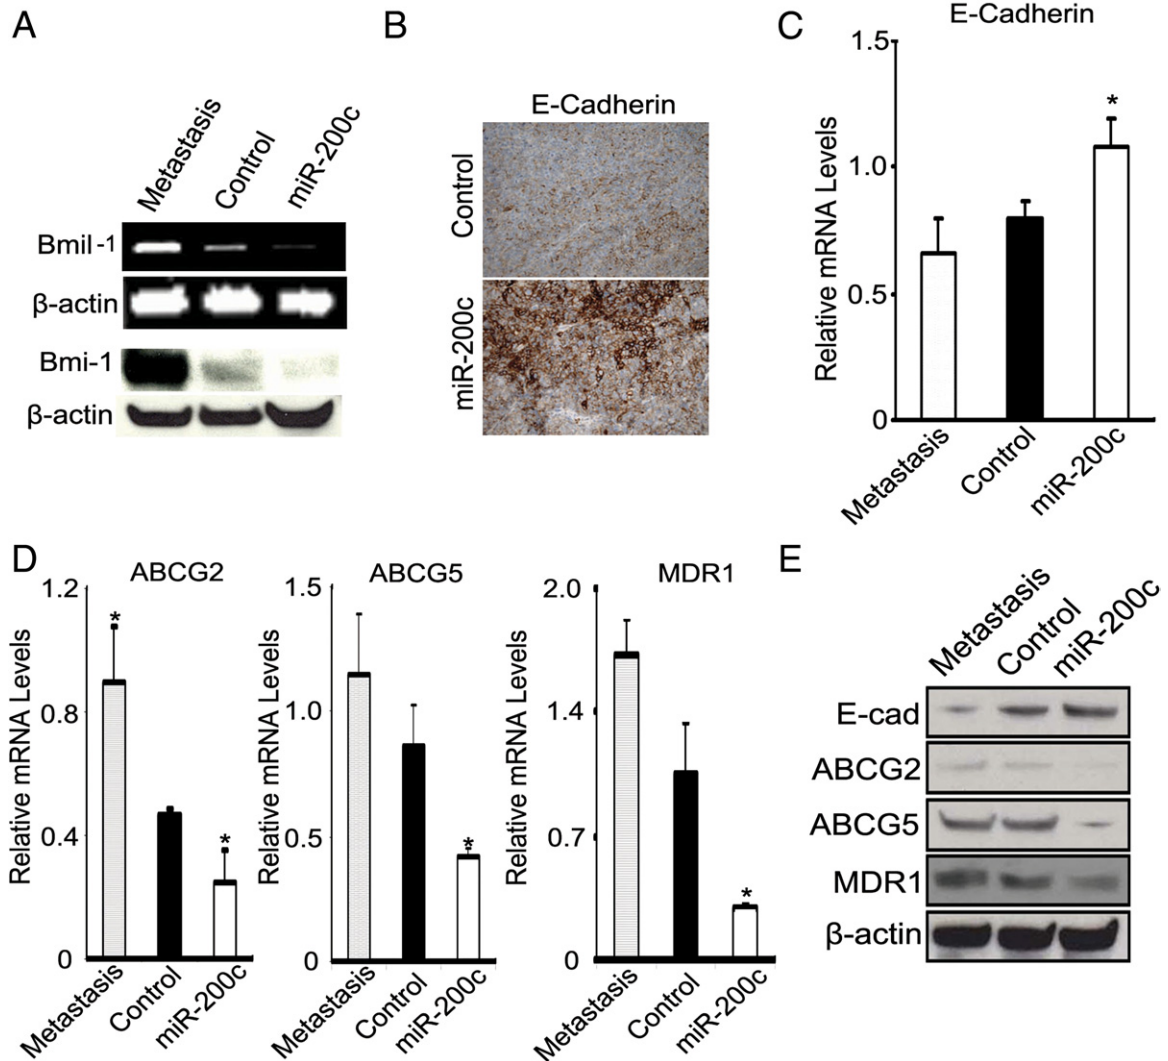 A
Metastasis
Control
miR-200c
Bmil -1
β-actin
Bmi-1
β-actin
B
E-Cadherin
Control
miR-200c
C
E-Cadherin
Relative mRNA Levels
1.5
*
1.0
0.5
0
Metastasis
Control
miR-200c
D
ABCG2
Relative mRNA Levels
1.2
*
0.8
0.4
*
0
Metastasis
Control
miR-200c
ABCG5
Relative mRNA Levels
1.5
1.0
0.5
*
0
Metastasis
Control
miR-200c
MDR1
Relative mRNA Levels
2.0
1.4
0.7
*
0
Metastasis
Control
miR-200c
E
Metastasis
Control
miR-200c
E-cad
ABCG2
ABCG5
MDR1
β-actin